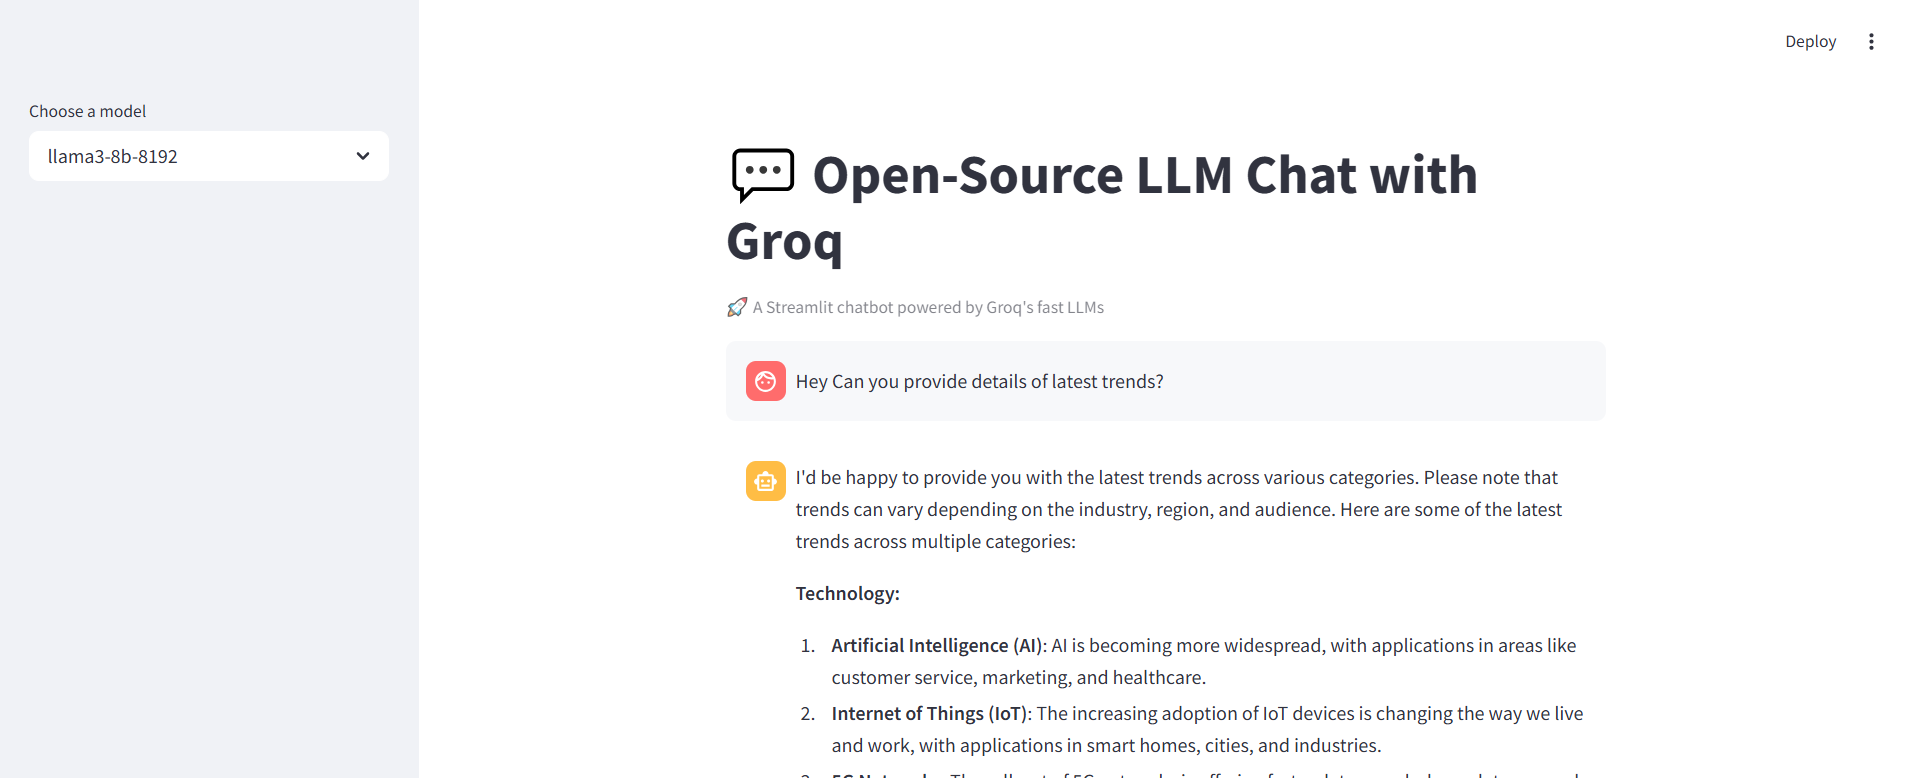 Deploy
Choose a model
llama3-8b-8192
Open-Source LLM Chat with
Groq
A Streamlit chatbot powered by Groq's fast LLMs
Hey Can you provide details of latest trends?
I'd be happy to provide you with the latest trends across various categories. Please note that
trends can vary depending on the industry, region, and audience. Here are some of the latest
trends across multiple categories:
Technology:
1. Artificial Intelligence (AI): AI is becoming more widespread, with applications in areas like
customer service, marketing, and healthcare.
2. Internet of Things (IoT): The increasing adoption of IoT devices is changing the way we live
and work, with applications in smart homes, cities, and industries.